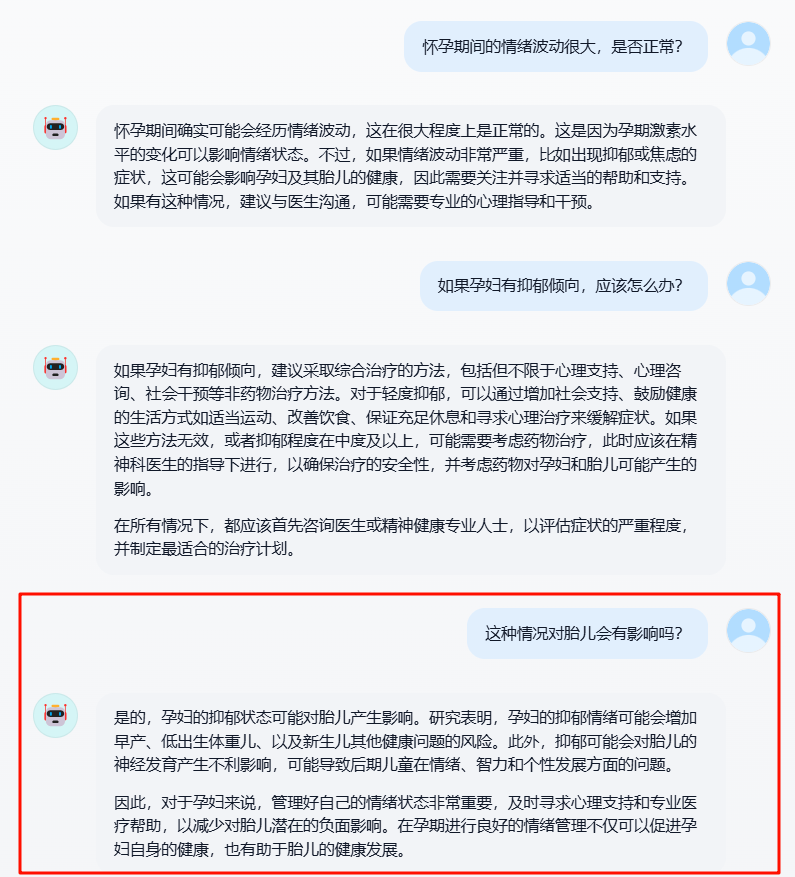 怀孕期间的情绪波动很大，是否正常？
怀孕期间确实可能会经历情绪波动，这在很大程度上是正常的。这是因为孕期激素水
平的变化可以影响情绪状态。不过，如果情绪波动非常严重，比如出现抑郁或焦虑的
症状，这可能会影响孕妇及其胎儿的健康，因此需要关注并寻求适当的帮助和支持。
如果有这种情况，建议与医生沟通，可能需要专业的心理指导和干预。
如果孕妇有抑郁倾向，应该怎么办？
如果孕妇有抑郁倾向，建议采取综合治疗的方法，包括但不限于心理支持、心理咨
询、社会干预等非药物治疗方法。对于轻度抑郁，可以通过增加社会支持、鼓励健康
的生活方式如适当运动、改善饮食、保证充足休息和寻求心理治疗来缓解症状。如果
这些方法无效，或者抑郁程度在中度及以上，可能需要考虑药物治疗，此时应该在精
神科医生的指导下进行，以确保治疗的安全性，并考虑药物对孕妇和胎儿可能产生的
影响。
在所有情况下，都应该首先咨询医生或精神健康专业人士，以评估症状的严重程度，
并制定最适合的治疗计划。
这种情况对胎儿会有影响吗？
是的，孕妇的抑郁状态可能对胎儿产生影响。研究表明，孕妇的抑郁情绪可能会增加
早产、低出生体重儿、以及新生儿其他健康问题的风险。此外，抑郁可能会对胎儿的
神经发育产生不利影响，可能导致后期儿童在情绪、智力和个性发展方面的问题。
因此，对于孕妇来说，管理好自己的情绪状态非常重要，及时寻求心理支持和专业医
疗帮助，以减少对胎儿潜在的负面影响。在孕期进行良好的情绪管理不仅可以促进孕
妇自身的健康，也有助于胎儿的健康发展。